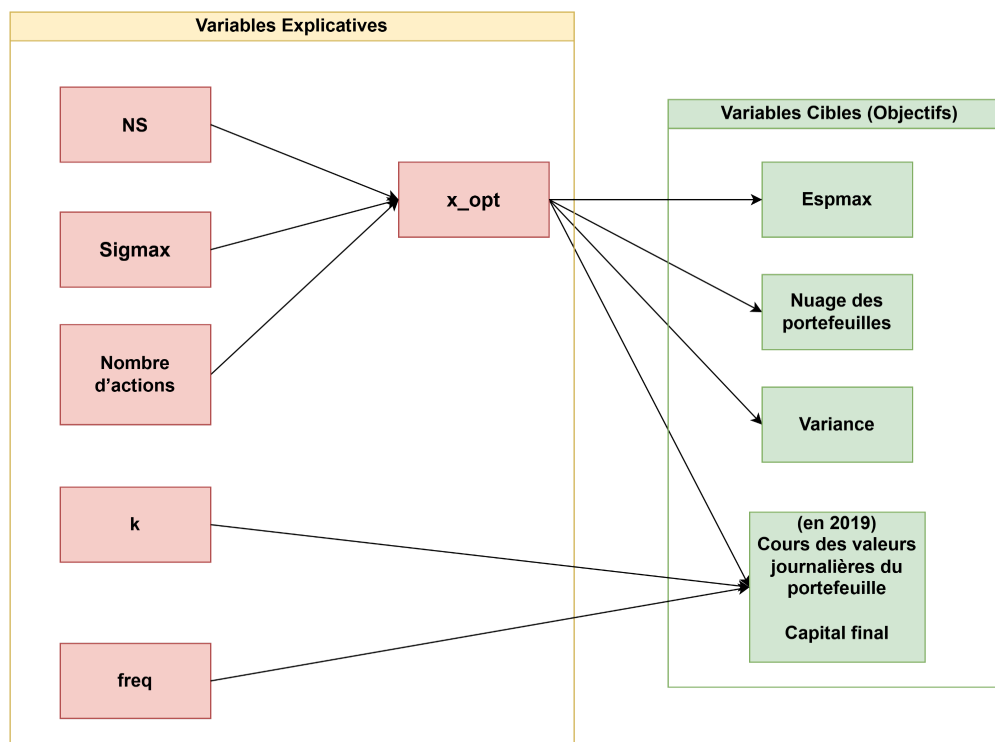 Variables Explicatives
NS
Sigmax
Nombre
d’actions
k
freq
x_opt
Variables Cibles (Objectifs)
Espmax
Nuage des
portefeuilles
Variance
(en 2019)
Cours des valeurs
journalières du
portefeuille
Capital final